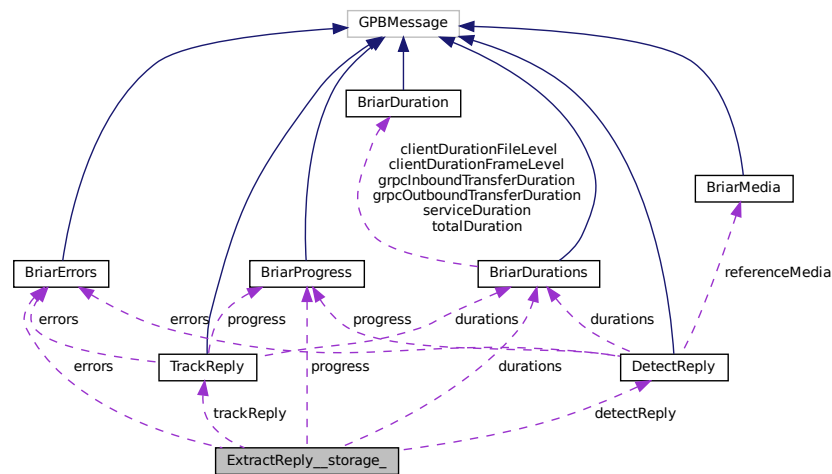 GPBMessage
BriarDuration
clientDurationFileLevel
clientDurationFrameLevel
grpcInboundTransferDuration
grpcOutboundTransferDuration
serviceDuration
totalDuration
BriarMedia
BriarErrors
BriarProgress
BriarDurations
referenceMedia
errors
errors
progress
progress
durations
durations
TrackReply
DetectReply
errors
progress
durations
trackReply
detectReply
ExtractReply__storage_